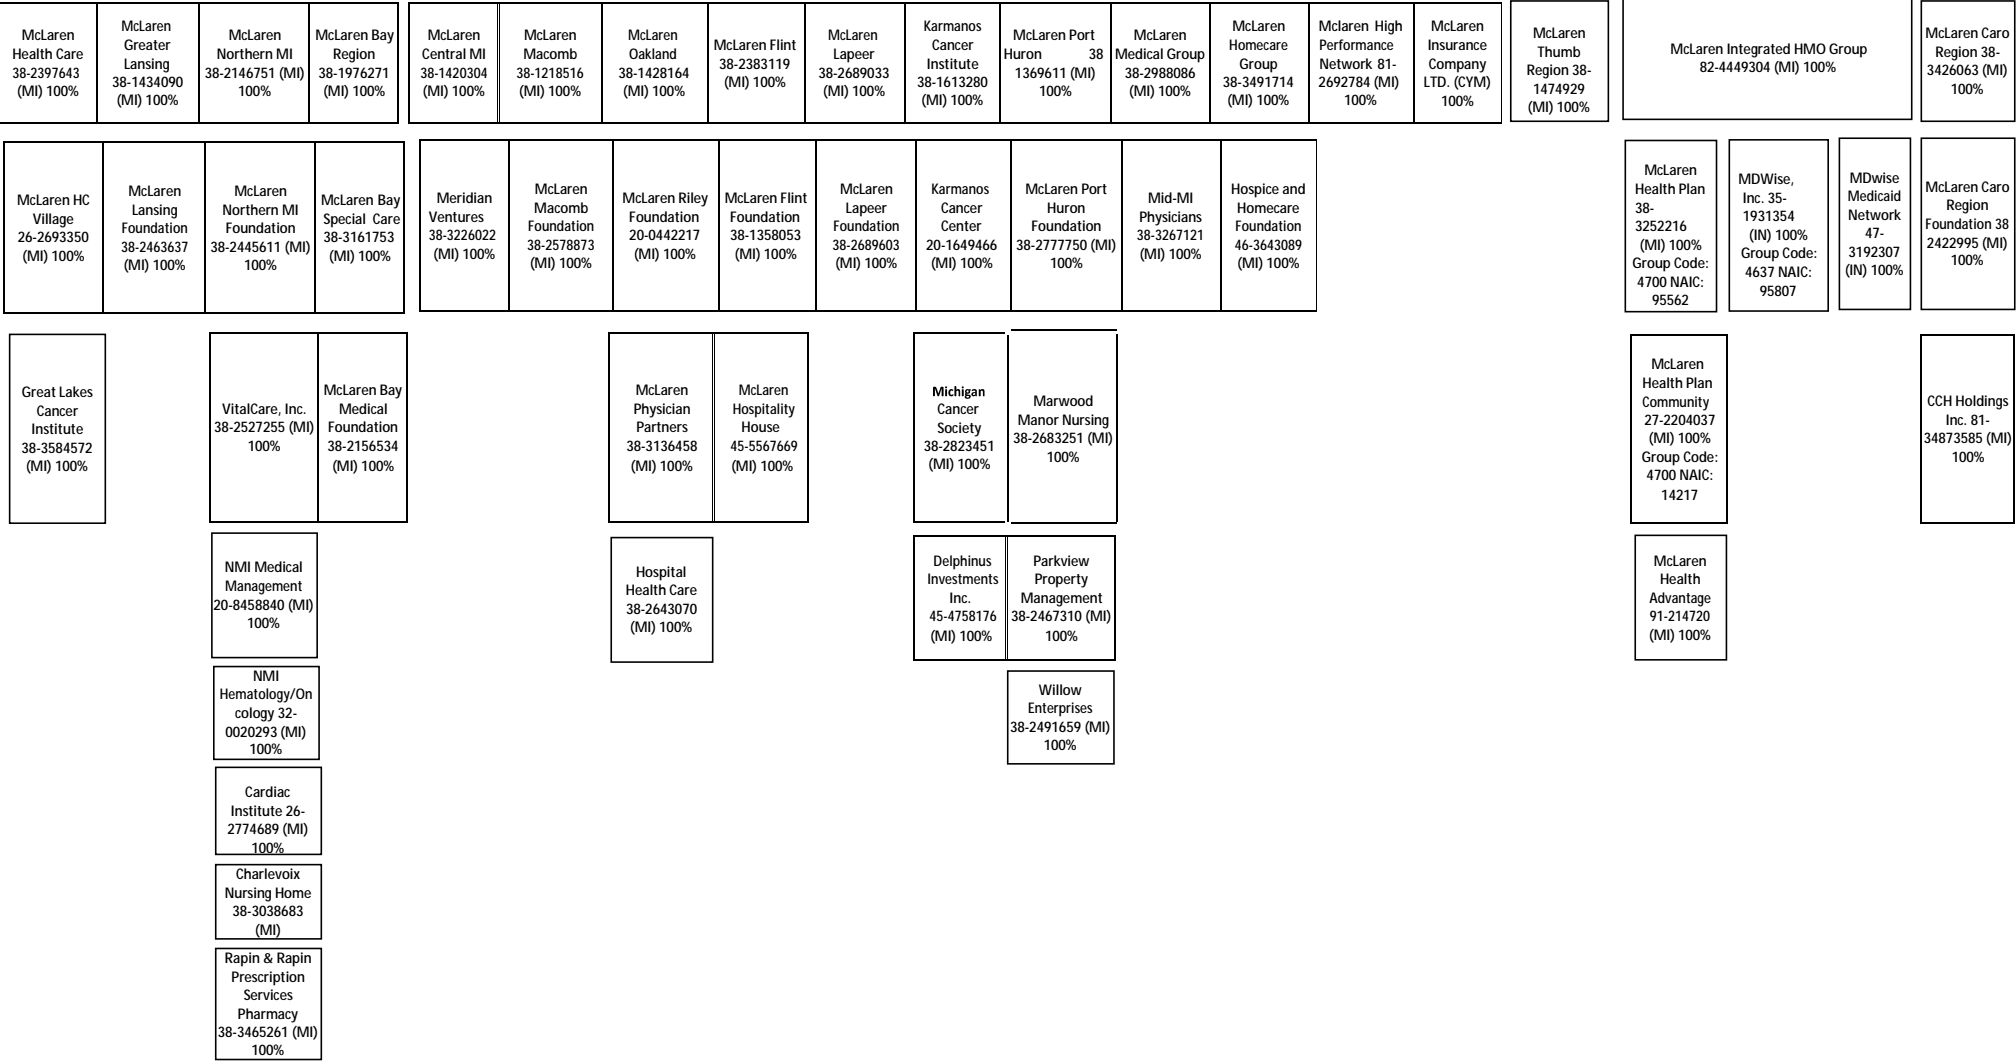 McLaren
Health Care
38-2397643
(MI) 100%
McLaren
Greater
Lansing
38-1434090
(MI) 100%
McLaren
Northern MI
38-2146751 (MI)
100%
McLaren Bay
Region
38-1976271
(MI) 100%
McLaren
Central MI
38-1420304
(MI) 100%
McLaren
Macomb
38-1218516
(MI) 100%
McLaren
Oakland
38-1428164
(MI) 100%
McLaren Flint
38-2383119
(MI) 100%
McLaren
Lapeer
38-2689033
(MI) 100%
Karmanos
Cancer
Institute
38-1613280
(MI) 100%
McLaren Port
Huron 38
1369611 (MI)
100%
McLaren
Medical Group
38-2988086
(MI) 100%
McLaren
Homecare
Group
38-3491714
(MI) 100%
Mclaren High
Performance
Network 81-
2692784 (MI)
100%
McLaren
Insurance
Company
LTD. (CYM)
100%
McLaren
Thumb
Region 38-
1474929
(MI) 100%
McLaren Integrated HMO Group
82-4449304 (MI) 100%
McLaren Caro
Region 38-
3426063 (MI)
100%
McLaren HC
Village
26-2693350
(MI) 100%
McLaren
Lansing
Foundation
38-2463637
(MI) 100%
McLaren
Northern MI
Foundation
38-2445611 (MI)
100%
McLaren Bay
Special Care
38-3161753
(MI) 100%
Meridian
Ventures
38-3226022
(MI) 100%
McLaren
Macomb
Foundation
38-2578873
(MI) 100%
McLaren Riley
Foundation
20-0442217
(MI) 100%
McLaren Flint
Foundation
38-1358053
(MI) 100%
McLaren
Lapeer
Foundation
38-2689603
(MI) 100%
Karmanos
Cancer
Center
20-1649466
(MI) 100%
McLaren Port
Huron
Foundation
38-2777750 (MI)
100%
Mid-MI
Physicians
38-3267121
(MI) 100%
Hospice and
Homecare
Foundation
46-3643089
(MI) 100%
McLaren
Health Plan
38-
3252216
(MI) 100%
Group Code:
4700 NAIC:
95562
MDWise,
Inc. 35-
1931354
(IN) 100%
Group Code:
4637 NAIC:
95807
MDwise
Medicaid
Network
47-
3192307
(IN) 100%
McLaren Caro
Region
Foundation 38
2422995 (MI)
100%
Great Lakes
Cancer
Institute
38-3584572
(MI) 100%
VitalCare, Inc.
38-2527255 (MI)
100%
McLaren Bay
Medical
Foundation
38-2156534
(MI) 100%
McLaren
Physician
Partners
38-3136458
(MI) 100%
McLaren
Hospitality
House
45-5567669
(MI) 100%
Michigan
Cancer
Society
38-2823451
(MI) 100%
Marwood
Manor Nursing
38-2683251 (MI)
100%
McLaren
Health Plan
Community
27-2204037
(MI) 100%
Group Code:
4700 NAIC:
14217
CCH Holdings
Inc. 81-
34873585 (MI)
100%
NMI Medical
Management
20-8458840 (MI)
100%
Hospital
Health Care
38-2643070
(MI) 100%
Delphinus
Investments
Inc.
45-4758176
(MI) 100%
Parkview
Property
Management
38-2467310 (MI)
100%
McLaren
Health
Advantage
91-214720
(MI) 100%
NMI
Hematology/On
cology 32-
0020293 (MI)
100%
Willow
Enterprises
38-2491659 (MI)
100%
Cardiac
Institute 26-
2774689 (MI)
100%
Charlevoix
Nursing Home
38-3038683
(MI)
Rapin & Rapin
Prescription
Services
Pharmacy
38-3465261 (MI)
100%